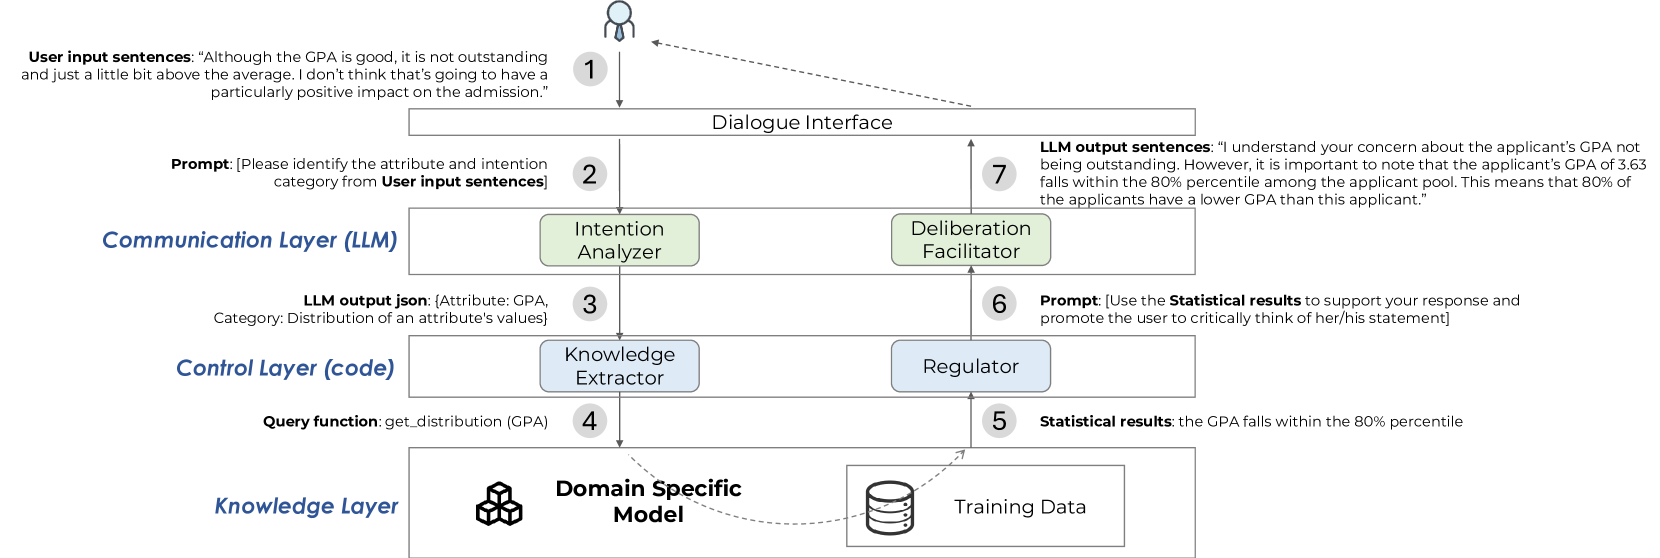 User input sentences: “Although the GPA is good, it is not outstanding
and just a little bit above the average. I don’t think that’s going to have a
particularly positive impact on the admission.”
1
Dialogue Interface
Prompt: [Please identify the attribute and intention
category from User input sentences]
2
7
LLM output sentences: “I understand your concern about the applicant’s GPA not
being outstanding. However, it is important to note that the applicant’s GPA of 3.63
falls within the 80% percentile among the applicant pool. This means that 80% of
the applicants have a lower GPA than this applicant.”
Communication Layer (LLM)
Intention
Analyzer
Deliberation
Facilitator
LLM output json: {Attribute: GPA,
Category: Distribution of an attribute's values}
3
6
Prompt: [Use the Statistical results to support your response and
promote the user to critically think of her/his statement]
Control Layer (code)
Knowledge
Extractor
Regulator
Query function: get_distribution (GPA)
4
5
Statistical results: the GPA falls within the 80% percentile
Knowledge Layer
Domain Specific
Model
Training Data